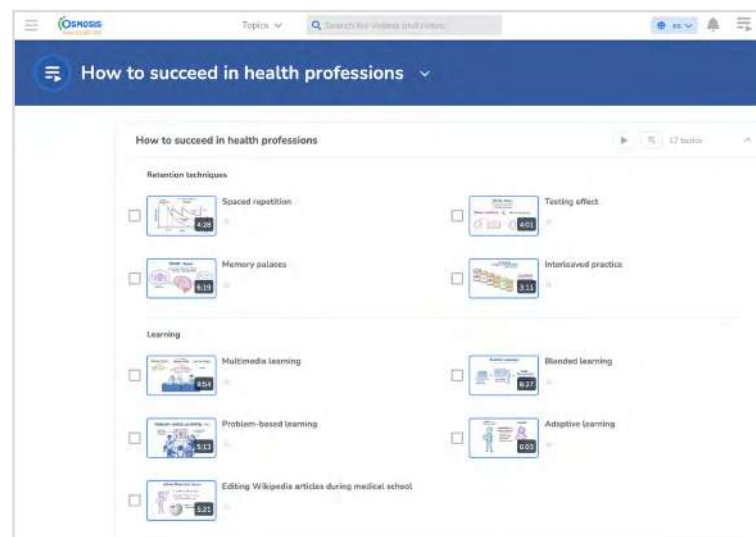 OSMOSIS
Topics
Search for videos and notes
How to succeed in health professions
How to succeed in health professions
17 topics
Retention techniques
Spaced repetition
4:28
Testing effect
4:01
Memory palaces
6:19
Interleaved practice
3:11
Learning
Multimedia learning
Blended learning
6:27
Problem-based learning
5:13
Adaptive learning
6:03
Editing Wikipedia articles during medical school
5:21